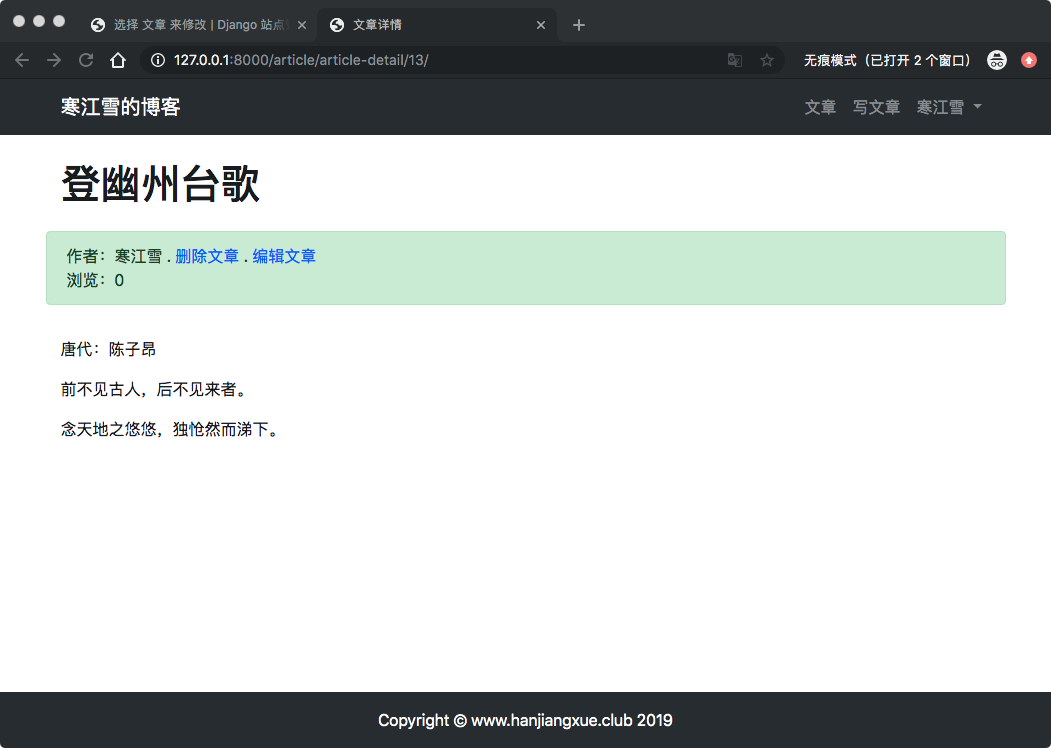 选择 文章 来修改 | Django 站点
文章详情
127.0.0.1:8000/article/article-detail/13/
无痕模式（已打开 2 个窗口）
寒江雪的博客
文章 写文章 寒江雪
登幽州台歌
作者：寒江雪 . 删除文章 . 编辑文章
浏览：0
唐代：陈子昂
前不见古人，后不见来者。
念天地之悠悠，独怆然而涕下。
Copyright © www.hanjiangxue.club 2019